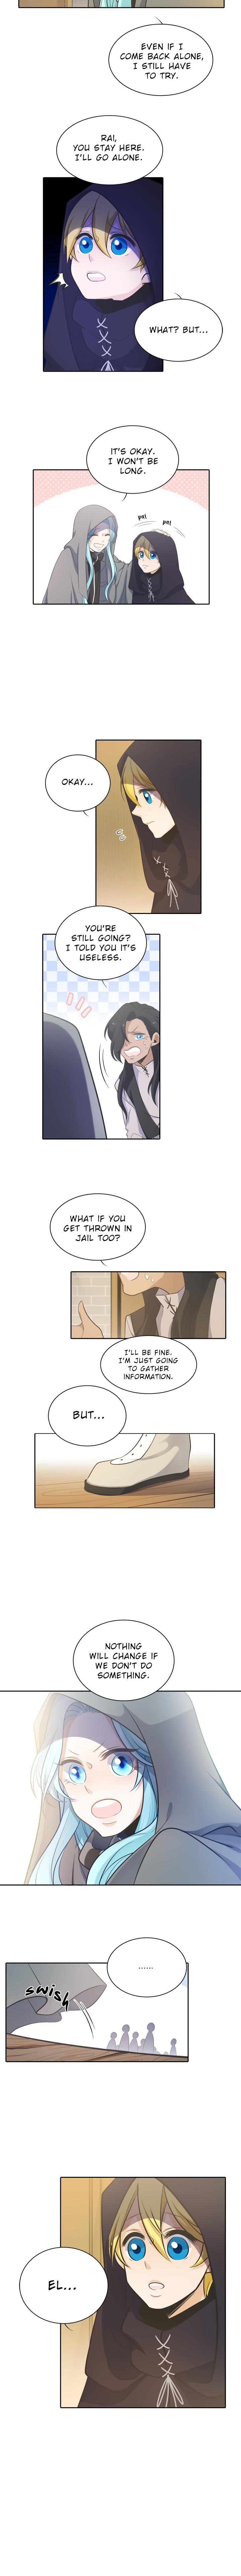 EVEN IF I
COME BACK ALONE,
I STILL HAVE
TO TRY.
RAI,
YOU STAY HERE.
I'LL GO ALONE.
WHAT? BUT...
IT'S OKAY.
I WON'T BE
LONG.
pat
pat
OKAY...
YOU'RE
STILL GOING?
I TOLD YOU IT'S
USELESS.
WHAT IF YOU
GET THROWN IN
JAIL TOO?
I'LL BE FINE.
I'M JUST GOING
TO GATHER
INFORMATION.
BUT...
NOTHING
WILL CHANGE IF
WE DON'T DO
SOMETHING.
......
swish
EL...